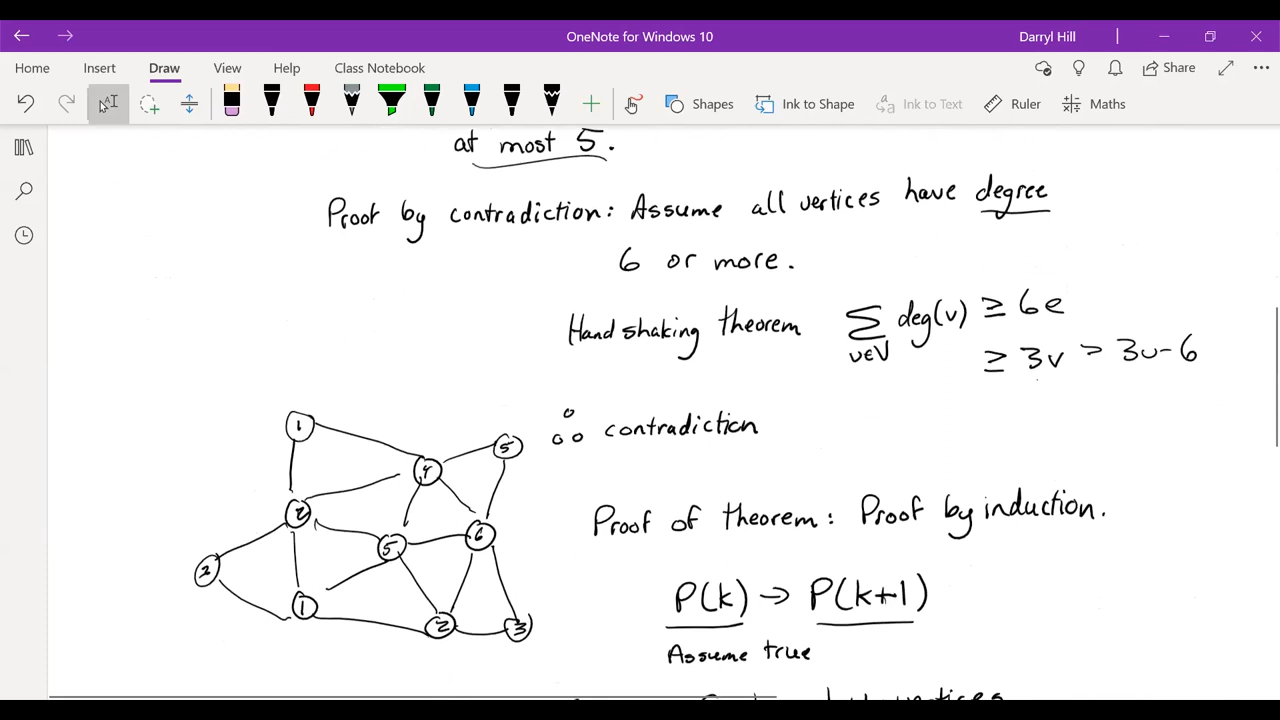 OneNote for Windows 10
Darryl Hill
Home Insert Draw View Help Class Notebook
Share
Shapes Ink to Shape Ink to Text Ruler Maths
at most 5.
Proof by contradiction: Assume all vertices have degree
6 or more.
Handshaking theorem ∑ deg(v) ≥ 6e
v∈V ≥ 3v > 3v-6
∴ contradiction
1
5
4
2
6
5
2
1
2
3
Proof of theorem: Proof by induction.
P(k) → P(k+1)
Assume true
vertices